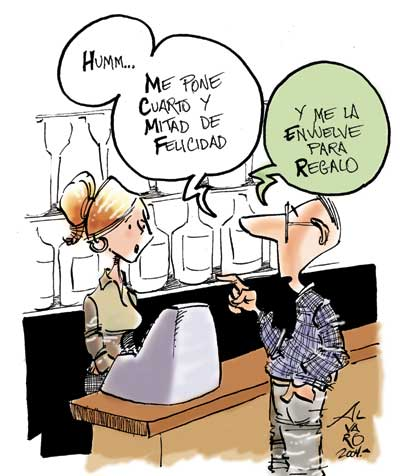 HUMM...
ME PONE
CUARTO Y
MITAD DE
FELICIDAD
Y ME LA
ENVUELVE
PARA
REGALO
ALVARO
2004